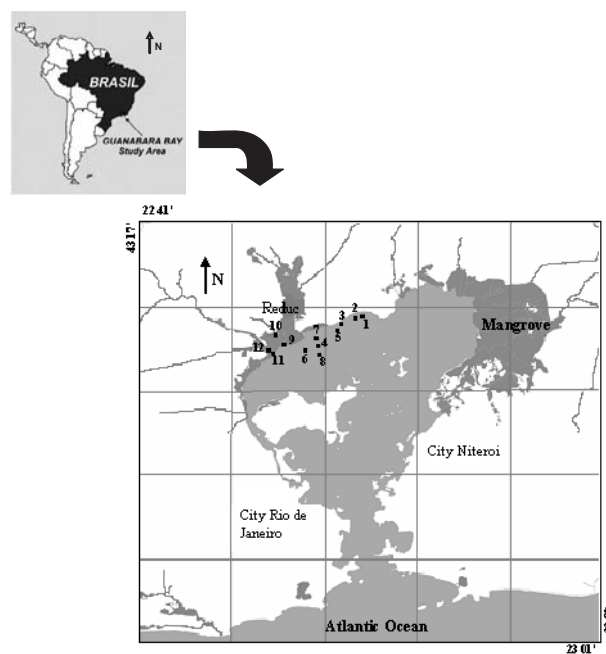 N
BRASIL
GUANABARA BAY
Study Area
22 41'
43 17'
N
Reduc
Mangrove
2
3
1
10
7
5
9
4
12
11
6
8
City Niteroi
City Rio de
Janeiro
Atlantic Ocean
23 01'